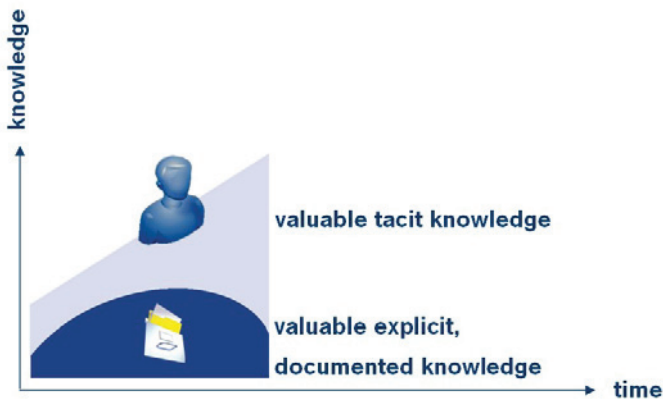 knowledge
valuable tacit knowledge
valuable explicit,
documented knowledge
time